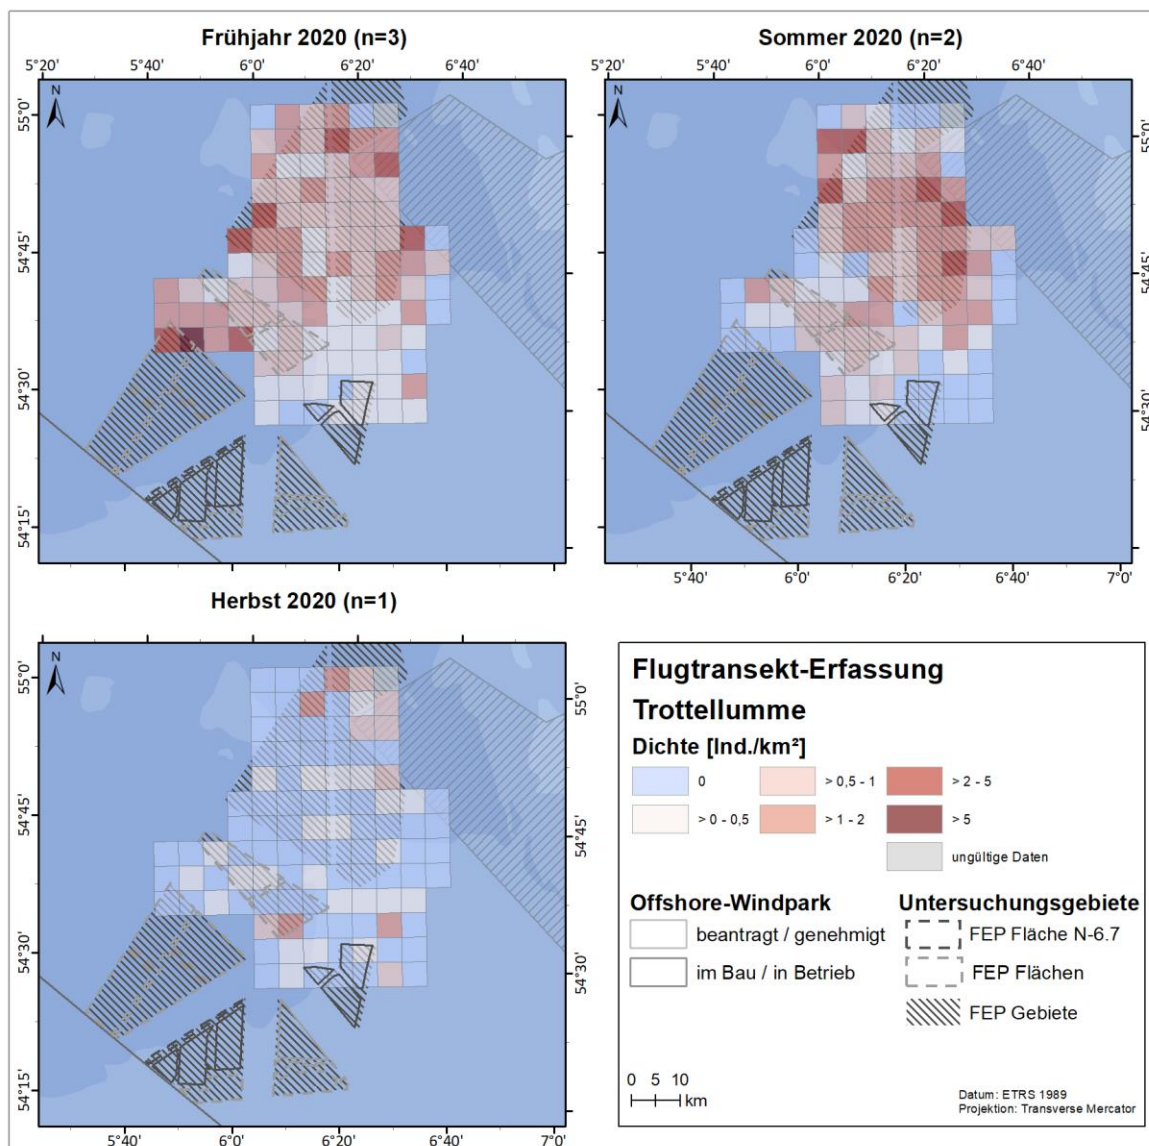 Frühjahr 2020 (n=3)
5°20' 5°40' 6°0' 6°20' 6°40'
N
55°0'
54°45'
54°30'
54°15'
Sommer 2020 (n=2)
5°20' 5°40' 6°0' 6°20' 6°40'
N
55°0'
54°45'
54°30'
5°40' 6°0' 6°20' 6°40' 7°0'
Herbst 2020 (n=1)
N
55°0'
54°45'
54°30'
54°15'
55°0'
54°45'
54°30'
5°40' 6°0' 6°20' 6°40' 7°0'
Flugtransekt-Erfassung
Trottellumme
Dichte [Ind./km²]
0
> 0,5 - 1
> 2 - 5
> 0 - 0,5
> 1 - 2
> 5
ungültige Daten
Offshore-Windpark
beantragt / genehmigt
im Bau / in Betrieb
Untersuchungsgebiete
FEP Fläche N-6.7
FEP Flächen
FEP Gebiete
0 5 10
km
Datum: ETRS 1989
Projektion: Transverse Mercator